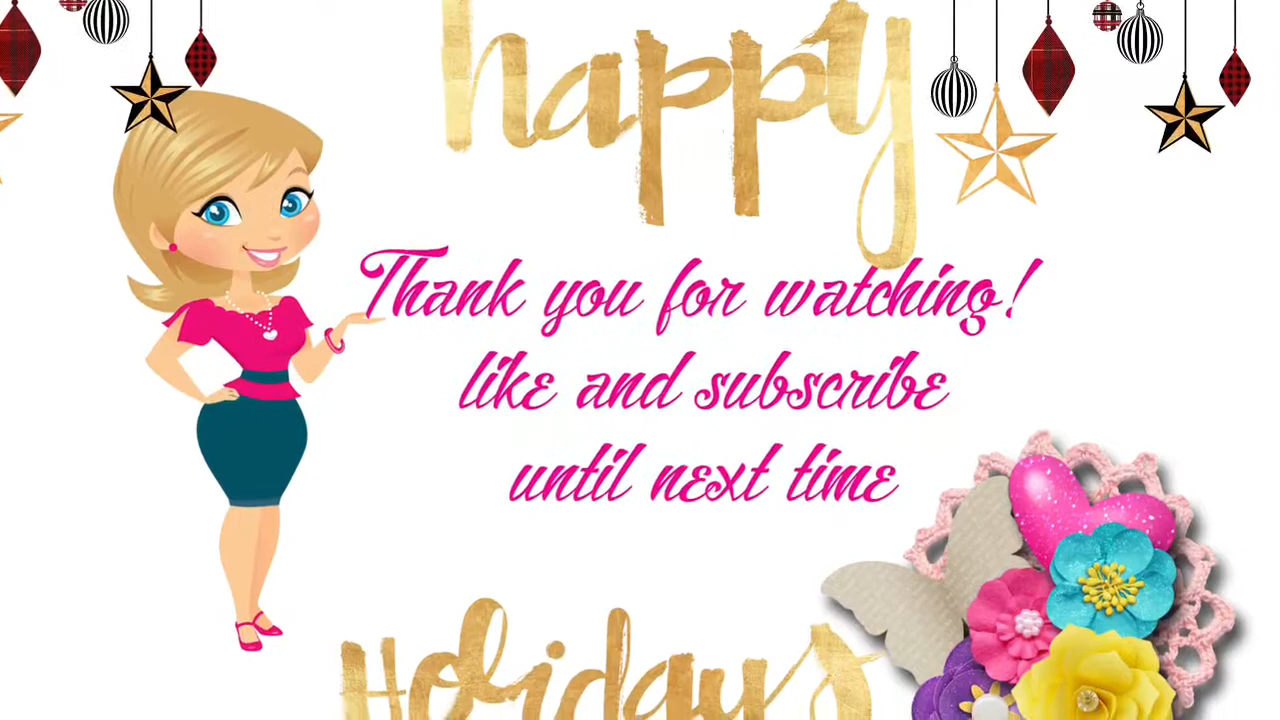 happy
Thank you for watching!
like and subscribe
until next time
Holidays